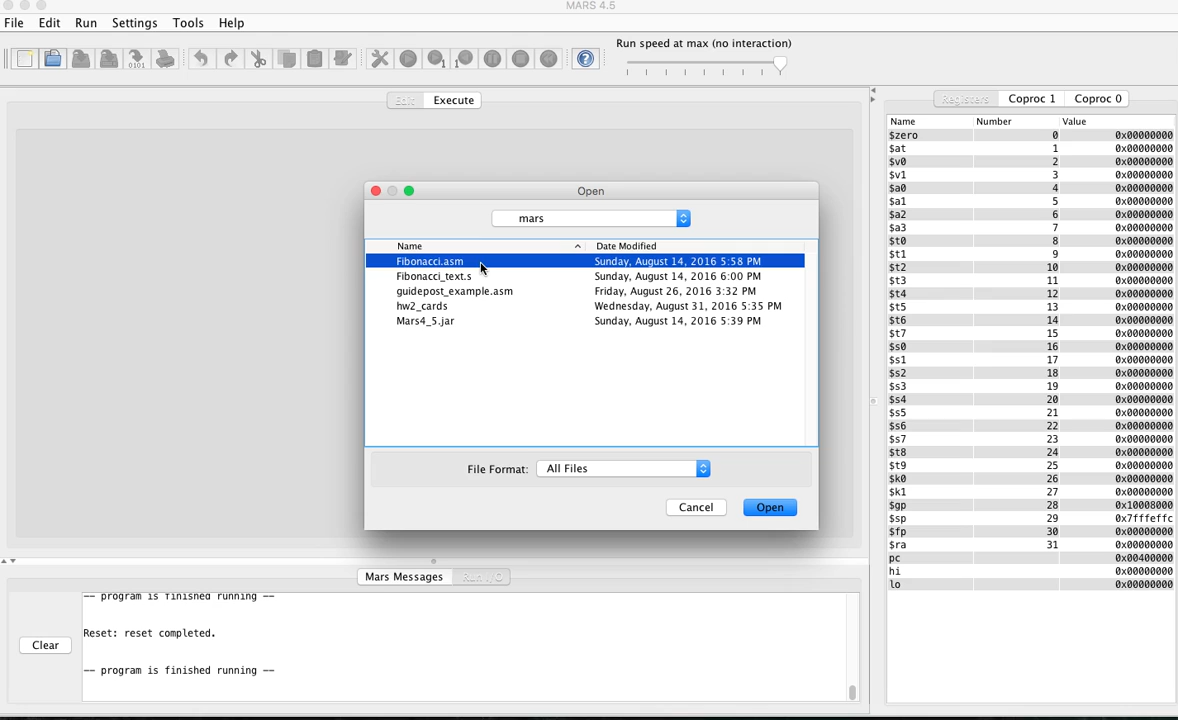 MARS 4.5
File Edit Run Settings Tools Help
Run speed at max (no interaction)
0101
1
1
?
Edit Execute
Registers Coproc 1 Coproc 0
Name Number Value
$zero 0 0x00000000
$at 1 0x00000000
$v0 2 0x00000000
$v1 3 0x00000000
$a0 4 0x00000000
$a1 5 0x00000000
$a2 6 0x00000000
$a3 7 0x00000000
$t0 8 0x00000000
$t1 9 0x00000000
$t2 10 0x00000000
$t3 11 0x00000000
$t4 12 0x00000000
$t5 13 0x00000000
$t6 14 0x00000000
$t7 15 0x00000000
$s0 16 0x00000000
$s1 17 0x00000000
$s2 18 0x00000000
$s3 19 0x00000000
$s4 20 0x00000000
$s5 21 0x00000000
$s6 22 0x00000000
$s7 23 0x00000000
$t8 24 0x00000000
$t9 25 0x00000000
$k0 26 0x00000000
$k1 27 0x00000000
$gp 28 0x10008000
$sp 29 0x7fffeffc
$fp 30 0x00000000
$ra 31 0x00000000
pc 0x00400000
hi 0x00000000
lo 0x00000000
Open
mars
Name Date Modified
Fibonacci.asm Sunday, August 14, 2016 5:58 PM
Fibonacci_text.s Sunday, August 14, 2016 6:00 PM
guidepost_example.asm Friday, August 26, 2016 3:32 PM
hw2_cards Wednesday, August 31, 2016 5:35 PM
Mars4_5.jar Sunday, August 14, 2016 5:39 PM
File Format: All Files
Cancel Open
Mars Messages Run I/O
-- program is finished running --
Reset: reset completed.
Clear
-- program is finished running --